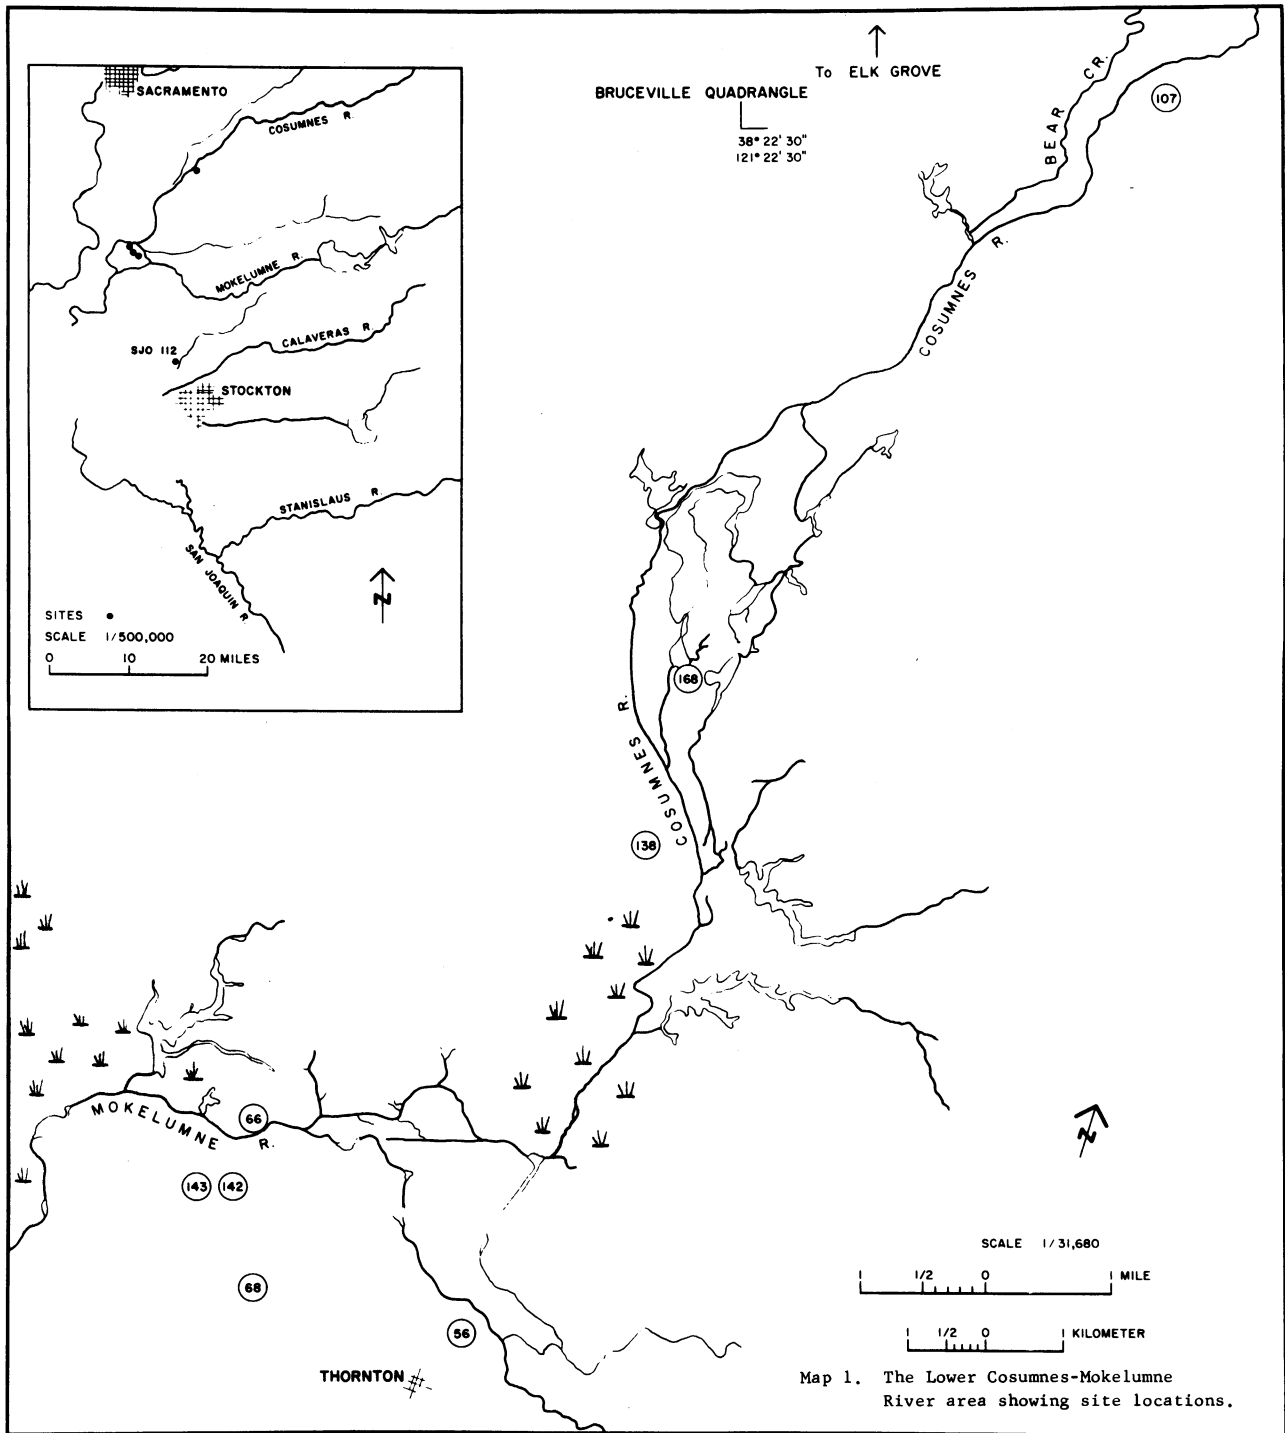 SACRAMENTO
COSUMNES R.
MOKELUMNE R.
CALAVERAS R.
SJO 112
STOCKTON
STANISLAUS R.
SAN JOAQUIN R.
N
SITES
SCALE 1/500,000
0 10 20 MILES
To ELK GROVE
BRUCEVILLE QUADRANGLE
38° 22' 30"
121° 22' 30"
BEAR CR.
107
COSUMNES R.
168
COSUMNES R.
138
MOKELUMNE R.
66
143 142
68
56
THORNTON
N
SCALE 1/31,680
1 1/2 0 1 MILE
1 1/2 0 1 KILOMETER
Map 1. The Lower Cosumnes-Mokelumne
River area showing site locations.